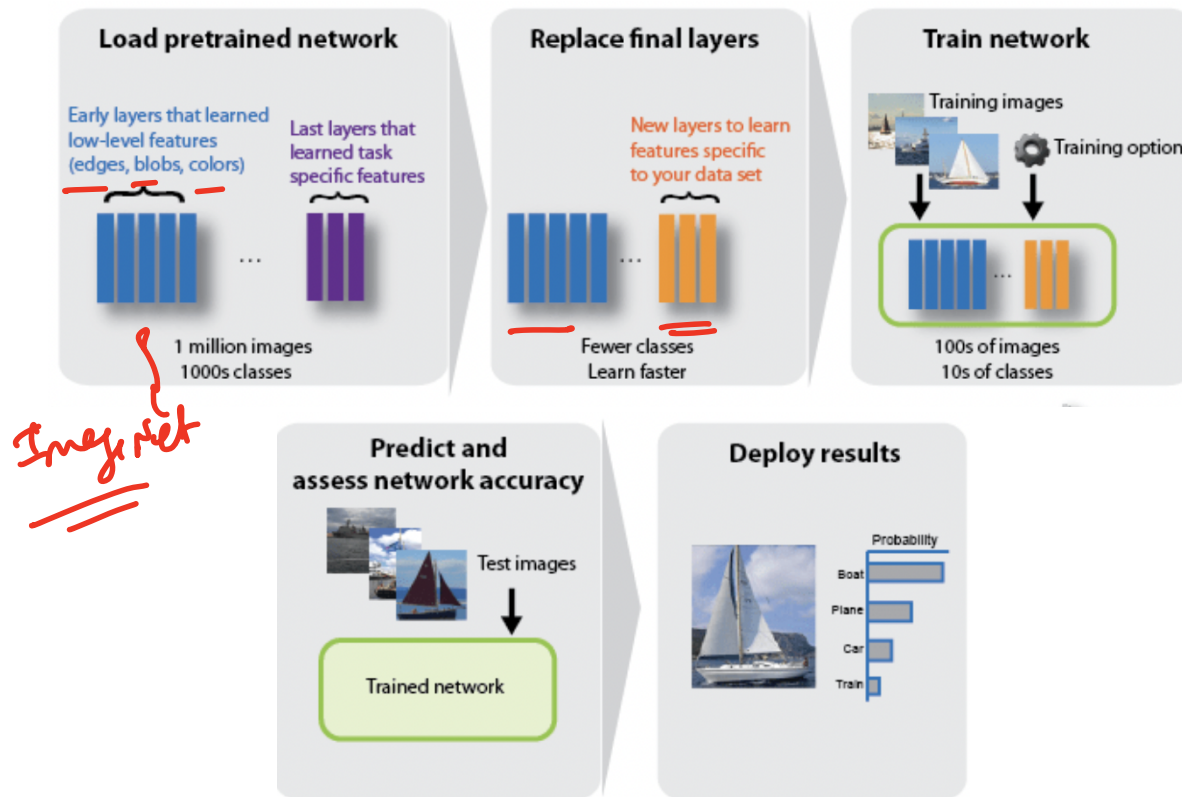 Load pretrained network
Early layers that learned
low-level features
(edges, blobs, colors)
Last layers that
learned task
specific features
...
1 million images
1000s classes
ImageNet
Replace final layers
New layers to learn
features specific
to your data set
...
Fewer classes
Learn faster
Train network
Training images
Training option
...
100s of images
10s of classes
Predict and
assess network accuracy
Test images
Trained network
Deploy results
Probability
Boat
Plane
Car
Train